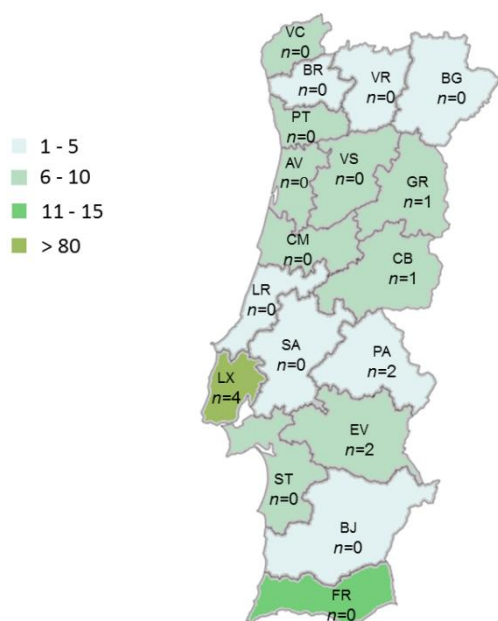 VC
n=0
BR
n=0
VR
n=0
BG
n=0
PT
n=0
1 - 5
6 - 10
11 - 15
> 80
AV
n=0
VS
n=0
GR
n=1
CM
n=0
CB
n=1
LR
n=0
SA
n=0
PA
n=2
LX
n=4
EV
n=2
ST
n=0
BJ
n=0
FR
n=0